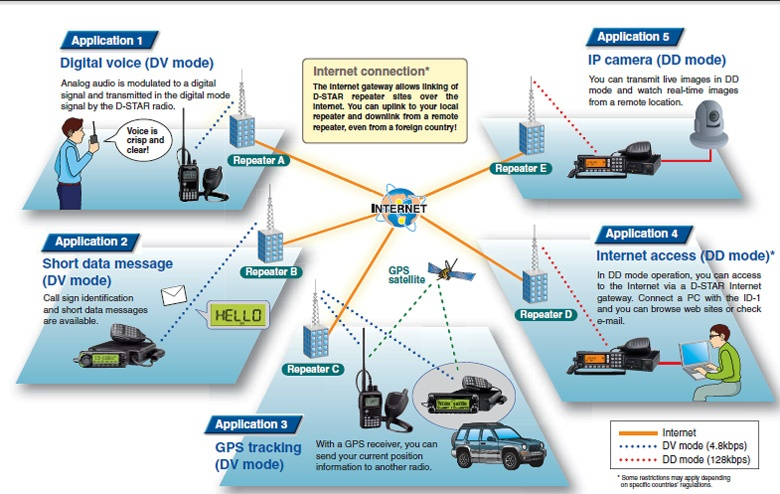 Application 1
Digital voice (DV mode)
Analog audio is modulated to a digital
signal and transmitted in the digital mode
signal by the D-STAR radio.
Voice is
crisp and
clear!
Repeater A
Internet connection*
The Internet gateway allows linking of
D-STAR repeater sites over the
Internet. You can uplink to your local
repeater and downlink from a remote
repeater, even from a foreign country!
Application 5
IP camera (DD mode)
You can transmit live images in DD
mode and watch real-time images
from a remote location.
Repeater E
INTERNET
Application 2
Short data message
(DV mode)
Call sign identification
and short data messages
are available.
HELLO
Repeater B
GPS
satellite
Application 4
Internet access (DD mode)*
In DD mode operation, you can access
to the Internet via a D-STAR Internet
gateway. Connect a PC with the ID-1
and you can browse web sites or check
e-mail.
Repeater D
Repeater C
Application 3
GPS tracking
(DV mode)
With a GPS receiver, you can
send your current position
information to another radio.
Internet
DV mode (4.8kbps)
DD mode (128kbps)
* Some restrictions may apply depending
on specific countries' regulations.